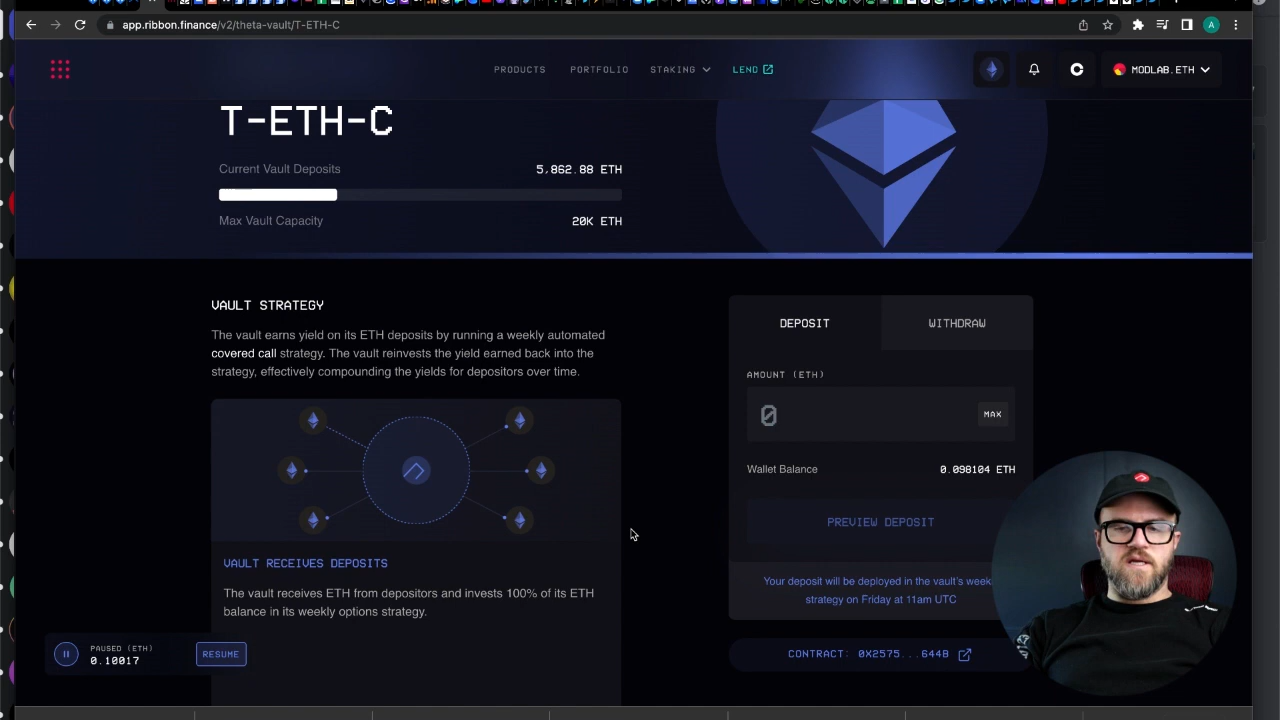 app.ribbon.finance/v2/theta-vault/T-ETH-C
A
PRODUCTS
PORTFOLIO
STAKING
LEND
MODLAB.ETH
T-ETH-C
Current Vault Deposits
5,862.88 ETH
Max Vault Capacity
20K ETH
VAULT STRATEGY
The vault earns yield on its ETH deposits by running a weekly automated
covered call strategy. The vault reinvests the yield earned back into the
strategy, effectively compounding the yields for depositors over time.
VAULT RECEIVES DEPOSITS
The vault receives ETH from depositors and invests 100% of its ETH
balance in its weekly options strategy.
PAUSED (ETH)
0.10017
RESUME
DEPOSIT
WITHDRAW
AMOUNT (ETH)
0
MAX
Wallet Balance
0.098104 ETH
PREVIEW DEPOSIT
Your deposit will be deployed in the vault's week
strategy on Friday at 11am UTC
CONTRACT: 0X2575...644B